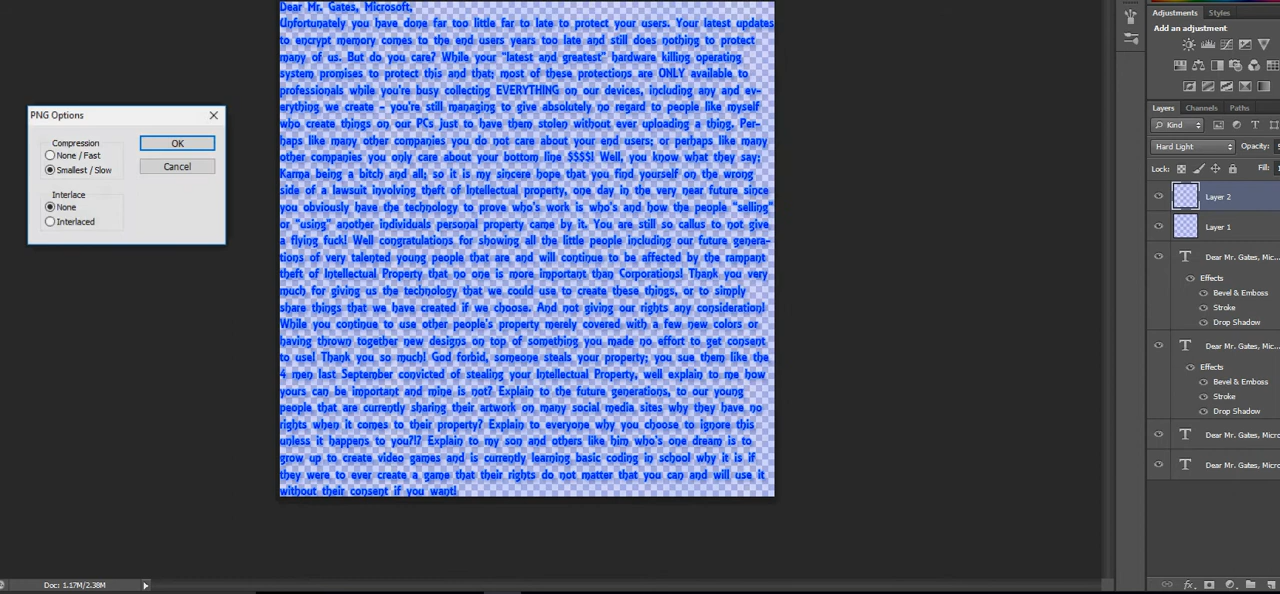 Dear Mr. Gates, Microsoft,
Unfortunately you have done far too little far to late to protect your users. Your latest updates
to encrypt memory comes to the end users years too late and still does nothing to protect
many of us. But do you care? While your "latest and greatest" hardware killing operating
system promises to protect this and that; most of these protections are ONLY available to
professionals while you're busy collecting EVERYTHING on our devices, including any and ev-
erything we create - you're still managing to give absolutely no regard to people like myself
who create things on our PCs just to have them stolen without ever uploading a thing. Per-
haps like many other companies you do not care about your end users; or perhaps like many
other companies you only care about your bottom line $$$$! Well, you know what they say;
Karma being a bitch and all; so it is my sincere hope that you find yourself on the wrong
side of a lawsuit involving theft of Intellectual property, one day in the very near future since
you obviously have the technology to prove who's work is who's and how the people "selling"
or "using" another individuals personal property came by it. You are still so callus to not give
a flying fuck! Well congratulations for showing all the little people including our future genera-
tions of very talented young people that are and will continue to be affected by the rampant
theft of Intellectual Property that no one is more important than Corporations! Thank you very
much for giving us the technology that we could use to create these things, or to simply
share things that we have created if we choose. And not giving our rights any consideration!
While you continue to use other people's property merely covered with a few new colors or
having thrown together new designs on top of something you made no effort to get consent
to use! Thank you so much! God forbid, someone steals your property; you sue them like the
4 men last September convicted of stealing your Intellectual Property, well explain to me how
yours can be important and mine is not? Explain to the future generations, to our young
people that are currently sharing their artwork on many social media sites why they have no
rights when it comes to their property? Explain to everyone why you choose to ignore this
unless it happens to you?!? Explain to my son and others like him who's one dream is to
grow up to create video games and is currently learning basic coding in school why it is if
they were to ever create a game that their rights do not matter that you can and will use it
without their consent if you want!
PNG Options
Compression
None / Fast
Smallest / Slow
OK
Cancel
Interlace
None
Interlaced
Adjustments
Styles
Add an adjustment
Layers
Channels
Paths
Kind
Hard Light
Opacity:
Lock:
Fill:
Layer 2
Layer 1
Dear Mr. Gates, Micr...
Effects
Bevel & Emboss
Stroke
Drop Shadow
Dear Mr. Gates, Micr...
Effects
Bevel & Emboss
Stroke
Drop Shadow
Dear Mr. Gates, Micro
Dear Mr. Gates, Micro
Doc: 1.17M/2.38M
fx